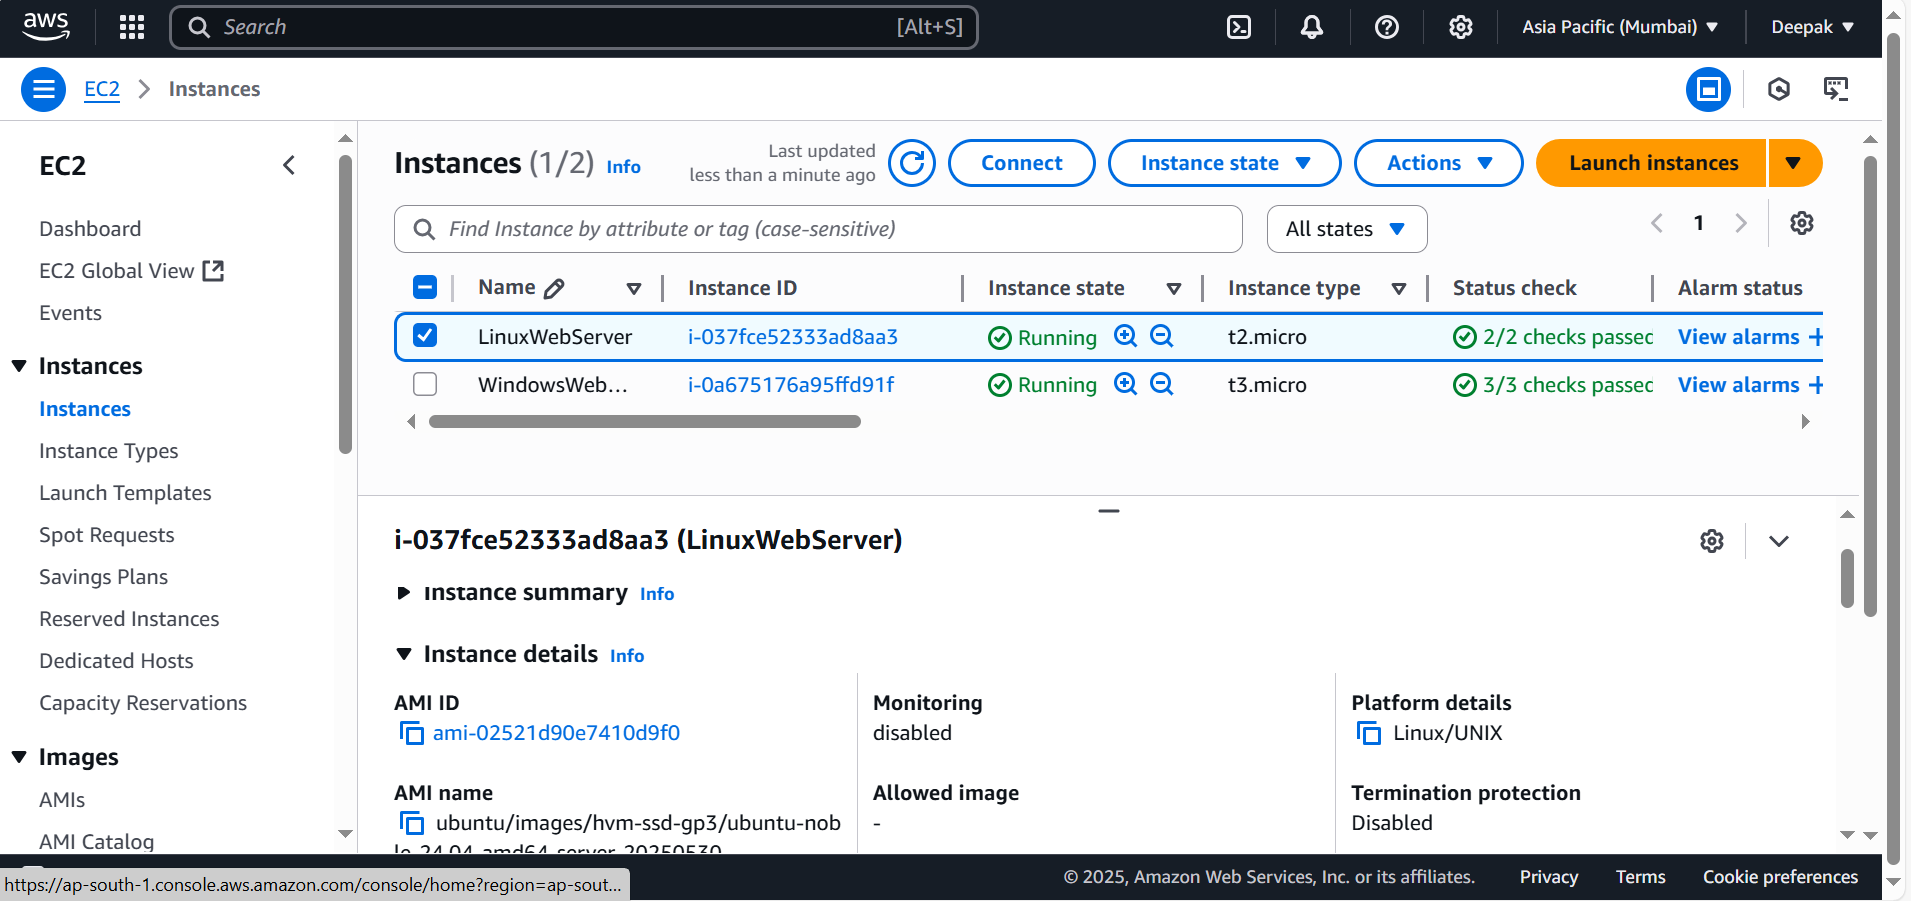 aws
Search [Alt+S]
Asia Pacific (Mumbai)
Deepak
EC2 Instances
EC2
Dashboard
EC2 Global View
Events
Instances
Instances
Instance Types
Launch Templates
Spot Requests
Savings Plans
Reserved Instances
Dedicated Hosts
Capacity Reservations
Images
AMIs
AMI Catalog
Instances (1/2) Info
Last updated
less than a minute ago
Connect
Instance state
Actions
Launch instances
Find Instance by attribute or tag (case-sensitive)
All states
1
Name Instance ID Instance state Instance type Status check Alarm status
LinuxWebServer i-037fce52333ad8aa3 Running t2.micro 2/2 checks passed View alarms +
WindowsWeb... i-0a675176a95ffd91f Running t3.micro 3/3 checks passed View alarms +
i-037fce52333ad8aa3 (LinuxWebServer)
Instance summary Info
Instance details Info
AMI ID
ami-02521d90e7410d9f0
Monitoring
disabled
Platform details
Linux/UNIX
AMI name
ubuntu/images/hvm-ssd-gp3/ubuntu-nob
le-24.04-amd64-server-20250530
Allowed image
-
Termination protection
Disabled
https://ap-south-1.console.aws.amazon.com/console/home?region=ap-sout...
© 2025, Amazon Web Services, Inc. or its affiliates.
Privacy
Terms
Cookie preferences